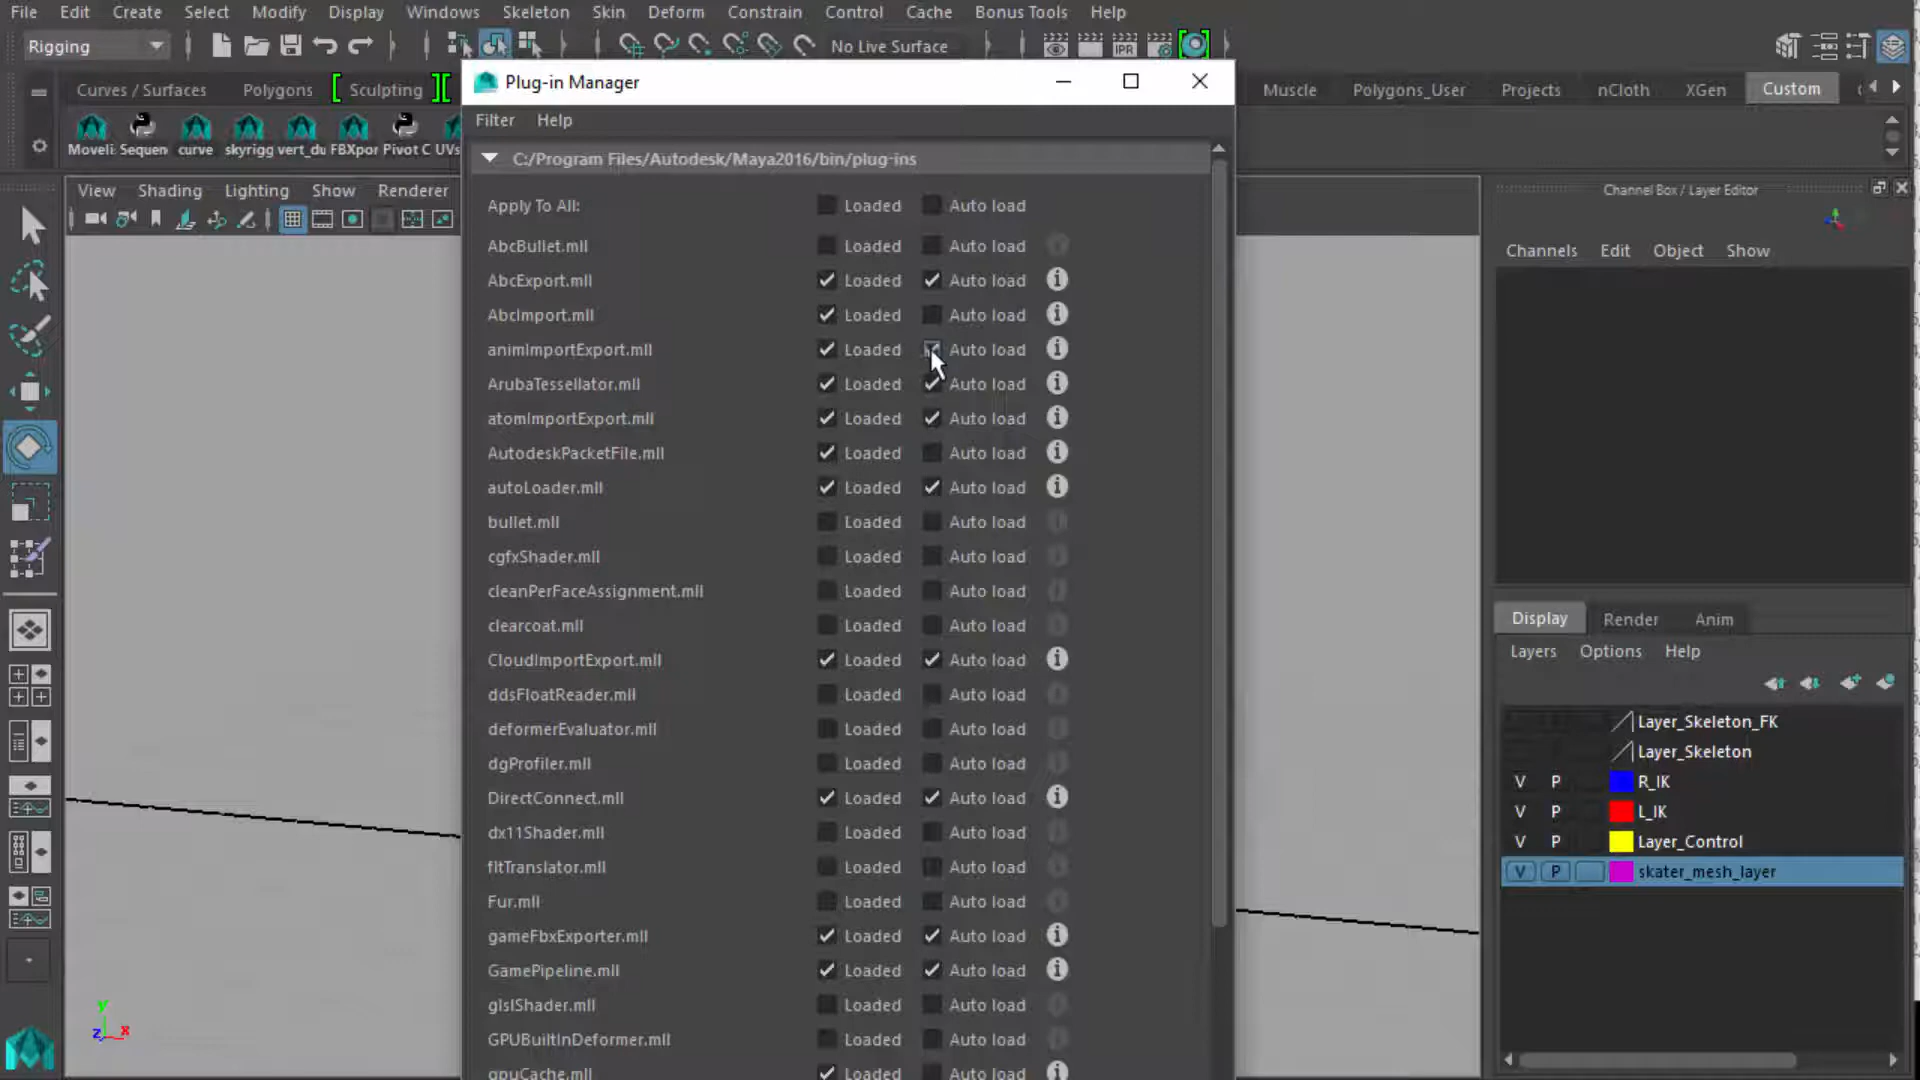 File Edit Create Select Modify Display Windows Skeleton Skin Deform Constrain Control Cache Bonus Tools Help
Rigging No Live Surface IPR
Curves / Surfaces Polygons Sculpting Muscle Polygons_User Projects nCloth XGen Custom
Moveli Sequen curve skyrigg vert_du FBXpor Pivot C UVs
View Shading Lighting Show Renderer
Plug-in Manager
Filter Help
C:/Program Files/Autodesk/Maya2016/bin/plug-ins
Apply To All: Loaded Auto load
AbcBullet.mll Loaded Auto load
AbcExport.mll Loaded Auto load
AbcImport.mll Loaded Auto load
animImportExport.mll Loaded Auto load
ArubaTessellator.mll Loaded Auto load
atomImportExport.mll Loaded Auto load
AutodeskPacketFile.mll Loaded Auto load
autoLoader.mll Loaded Auto load
bullet.mll Loaded Auto load
cgfxShader.mll Loaded Auto load
cleanPerFaceAssignment.mll Loaded Auto load
clearcoat.mll Loaded Auto load
CloudImportExport.mll Loaded Auto load
ddsFloatReader.mll Loaded Auto load
deformerEvaluator.mll Loaded Auto load
dgProfiler.mll Loaded Auto load
DirectConnect.mll Loaded Auto load
dx11Shader.mll Loaded Auto load
fltTranslator.mll Loaded Auto load
Fur.mll Loaded Auto load
gameFbxExporter.mll Loaded Auto load
GamePipeline.mll Loaded Auto load
glslShader.mll Loaded Auto load
GPUBuiltInDeformer.mll Loaded Auto load
gpuCache.mll Loaded Auto load
Channel Box / Layer Editor
Channels Edit Object Show
Display Render Anim
Layers Options Help
Layer_Skeleton_FK
Layer_Skeleton
V P R_IK
V P L_IK
V P Layer_Control
V P skater_mesh_layer
y
z x